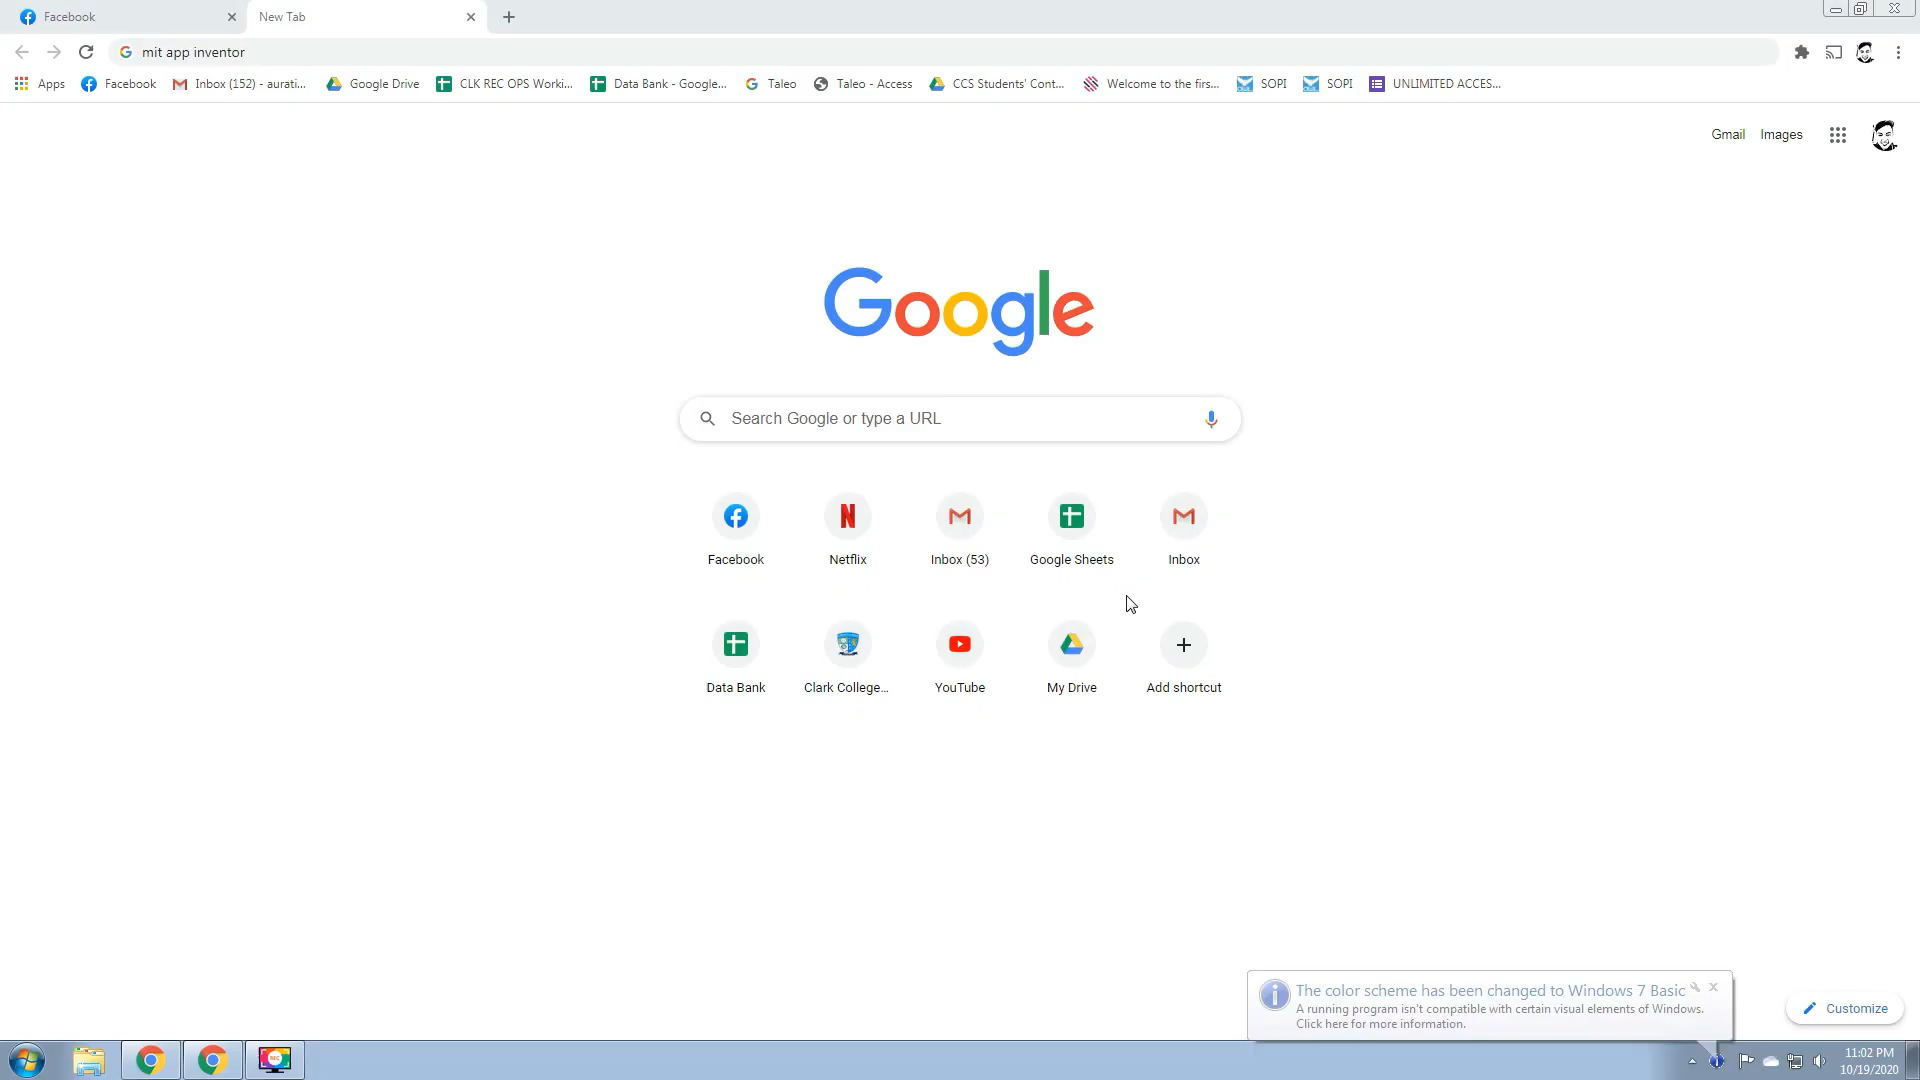 Facebook
New Tab
mit app inventor
Apps
Facebook
Inbox (152) - aurati...
Google Drive
CLK REC OPS Worki...
Data Bank - Google...
Taleo
Taleo - Access
CCS Students' Cont...
Welcome to the firs...
SOPI
SOPI
UNLIMITED ACCES...
Gmail
Images
Google
Search Google or type a URL
Facebook
Netflix
Inbox (53)
Google Sheets
Inbox
Data Bank
Clark College...
YouTube
My Drive
Add shortcut
The color scheme has been changed to Windows 7 Basic
A running program isn't compatible with certain visual elements of Windows.
Click here for more information.
Customize
REC
11:02 PM
10/19/2020